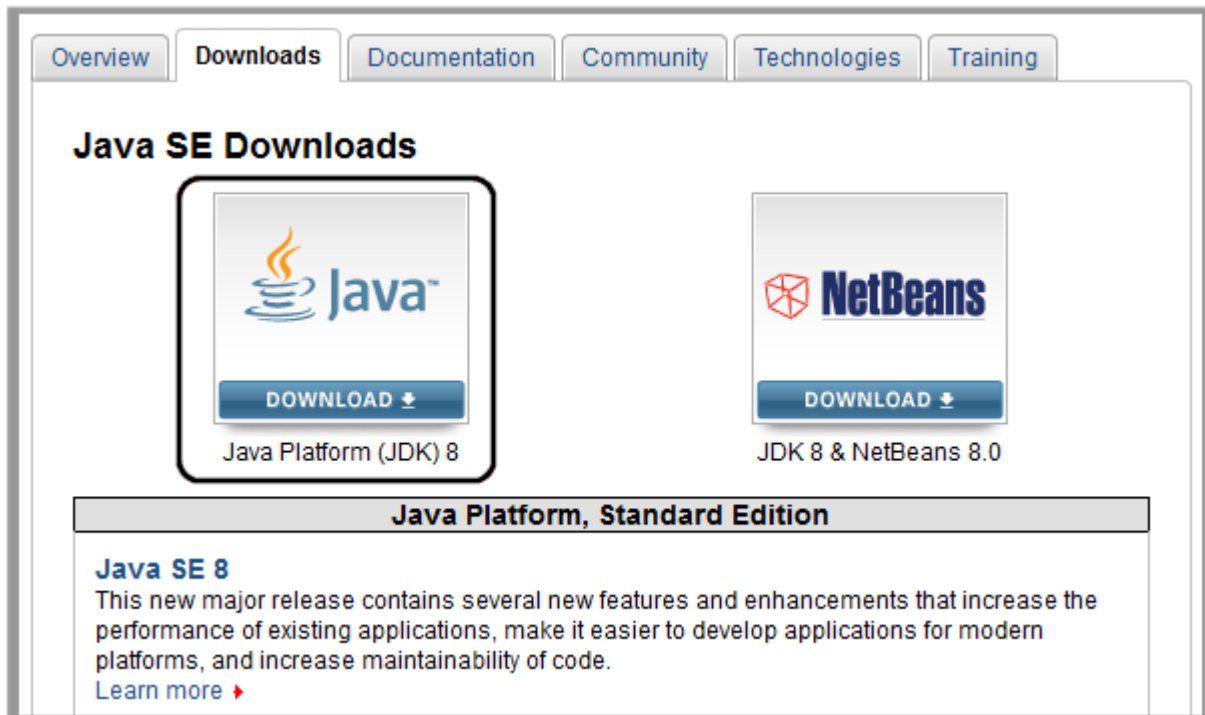 Overview Downloads Documentation Community Technologies Training
Java SE Downloads
Java™ NetBeans
DOWNLOAD DOWNLOAD
Java Platform (JDK) 8 JDK 8 & NetBeans 8.0
Java Platform, Standard Edition
Java SE 8
This new major release contains several new features and enhancements that increase the
performance of existing applications, make it easier to develop applications for modern
platforms, and increase maintainability of code.
Learn more